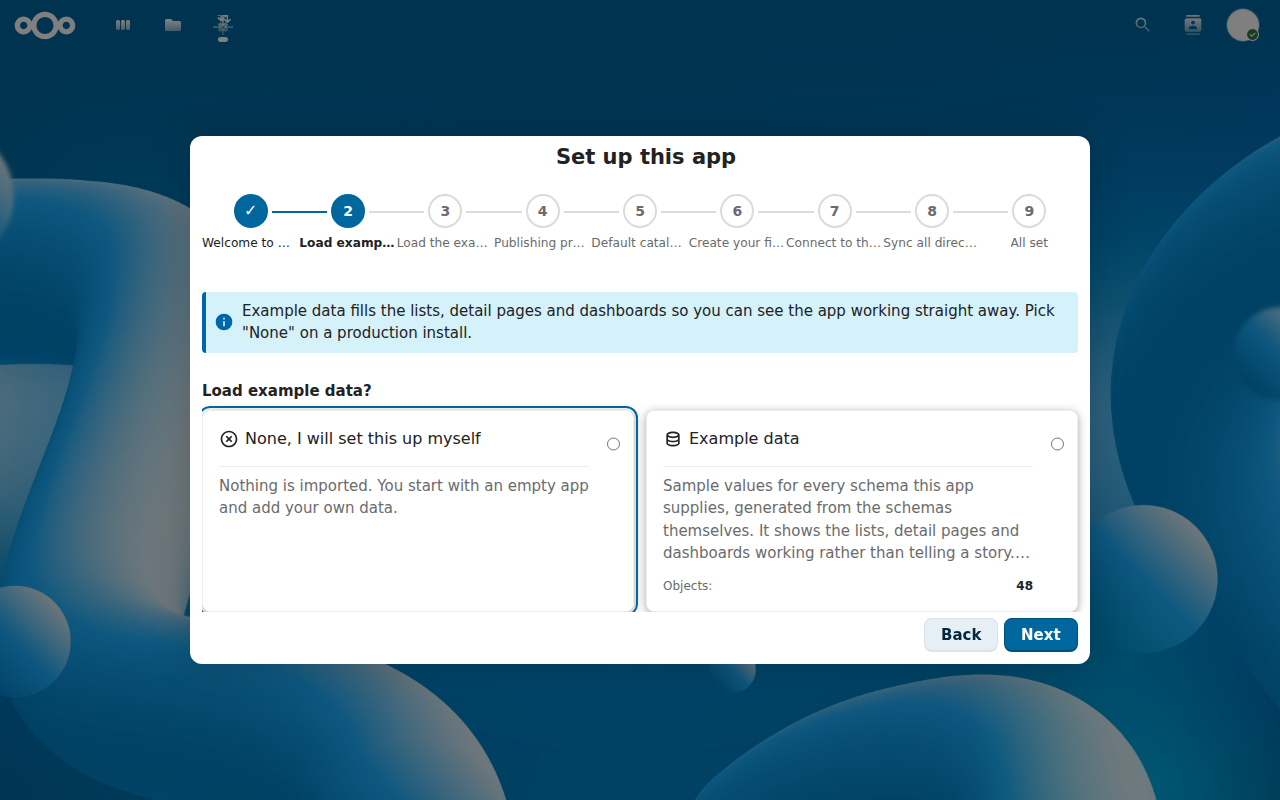 Set up this app
✓ 2 3 4 5 6 7 8 9
Welcome to … Load examp… Load the exa… Publishing pr… Default catal… Create your fi… Connect to th… Sync all direc… All set
Example data fills the lists, detail pages and dashboards so you can see the app working straight away. Pick
"None" on a production install.
Load example data?
None, I will set this up myself
Nothing is imported. You start with an empty app
and add your own data.
Example data
Sample values for every schema this app
supplies, generated from the schemas
themselves. It shows the lists, detail pages and
dashboards working rather than telling a story.…
Objects: 48
Back Next